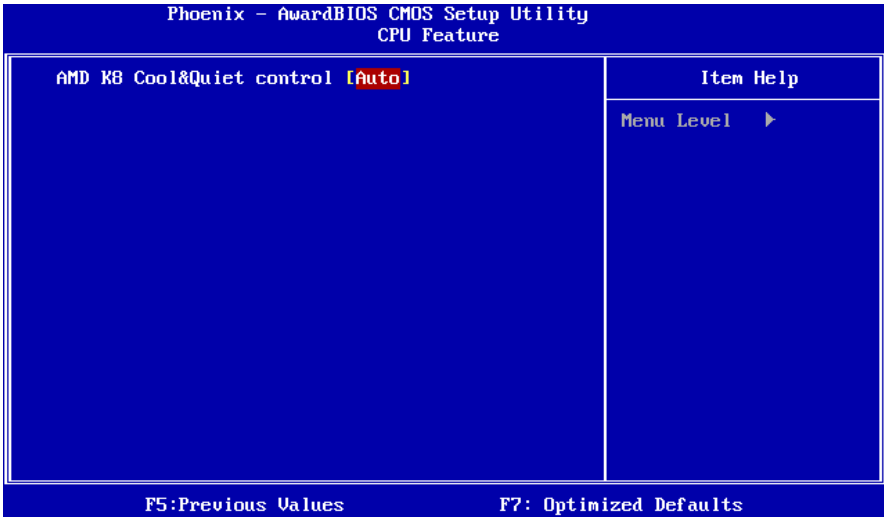 Phoenix - AwardBIOS CMOS Setup Utility
CPU Feature
AMD K8 Cool&Quiet control [Auto]
Item Help
Menu Level
F5:Previous Values F7: Optimized Defaults